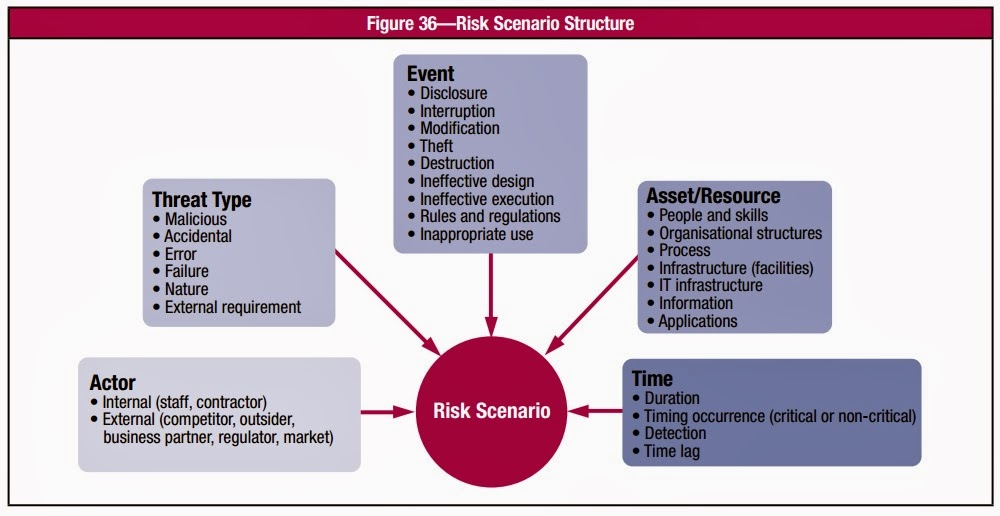 Figure 36—Risk Scenario Structure
Event
• Disclosure
• Interruption
• Modification
• Theft
• Destruction
• Ineffective design
• Ineffective execution
• Rules and regulations
• Inappropriate use
Threat Type
• Malicious
• Accidental
• Error
• Failure
• Nature
• External requirement
Asset/Resource
• People and skills
• Organisational structures
• Process
• Infrastructure (facilities)
• IT infrastructure
• Information
• Applications
Actor
• Internal (staff, contractor)
• External (competitor, outsider,
business partner, regulator, market)
Risk Scenario
Time
• Duration
• Timing occurrence (critical or non-critical)
• Detection
• Time lag